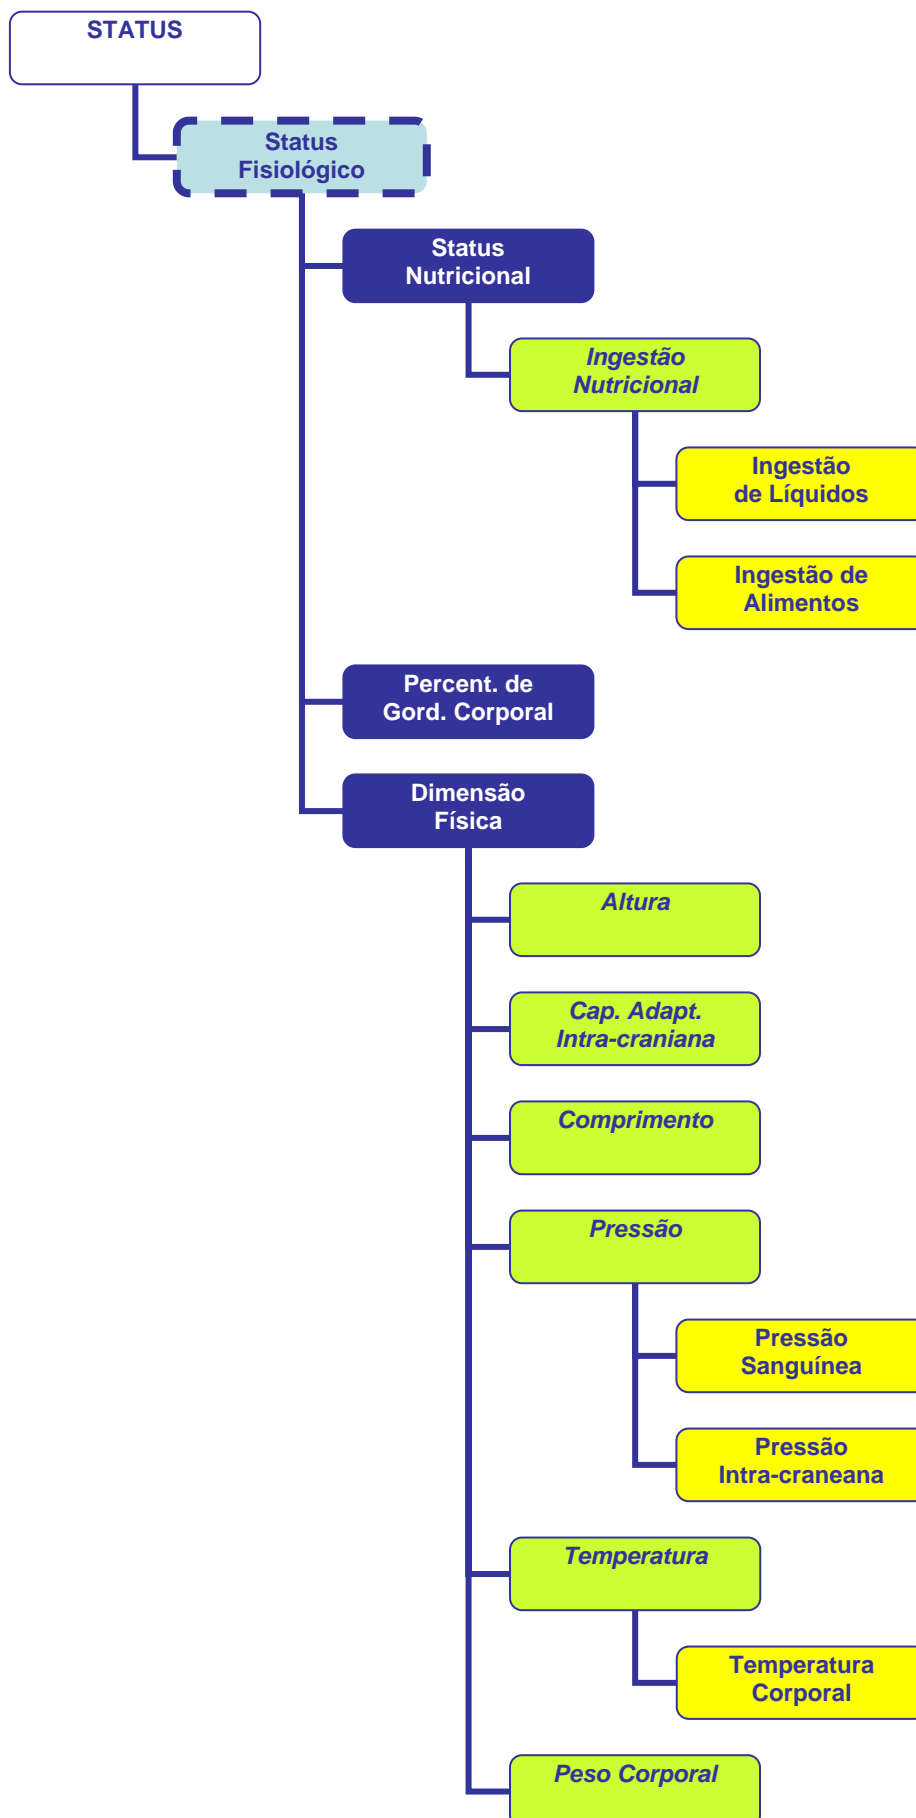 STATUS
Status
Fisiológico
Status
Nutricional
Ingestão
Nutricional
Ingestão
de Líquidos
Ingestão de
Alimentos
Percent. de
Gord. Corporal
Dimensão
Física
Altura
Cap. Adapt.
Intra-craniana
Comprimento
Pressão
Pressão
Sanguínea
Pressão
Intra-craneana
Temperatura
Temperatura
Corporal
Peso Corporal